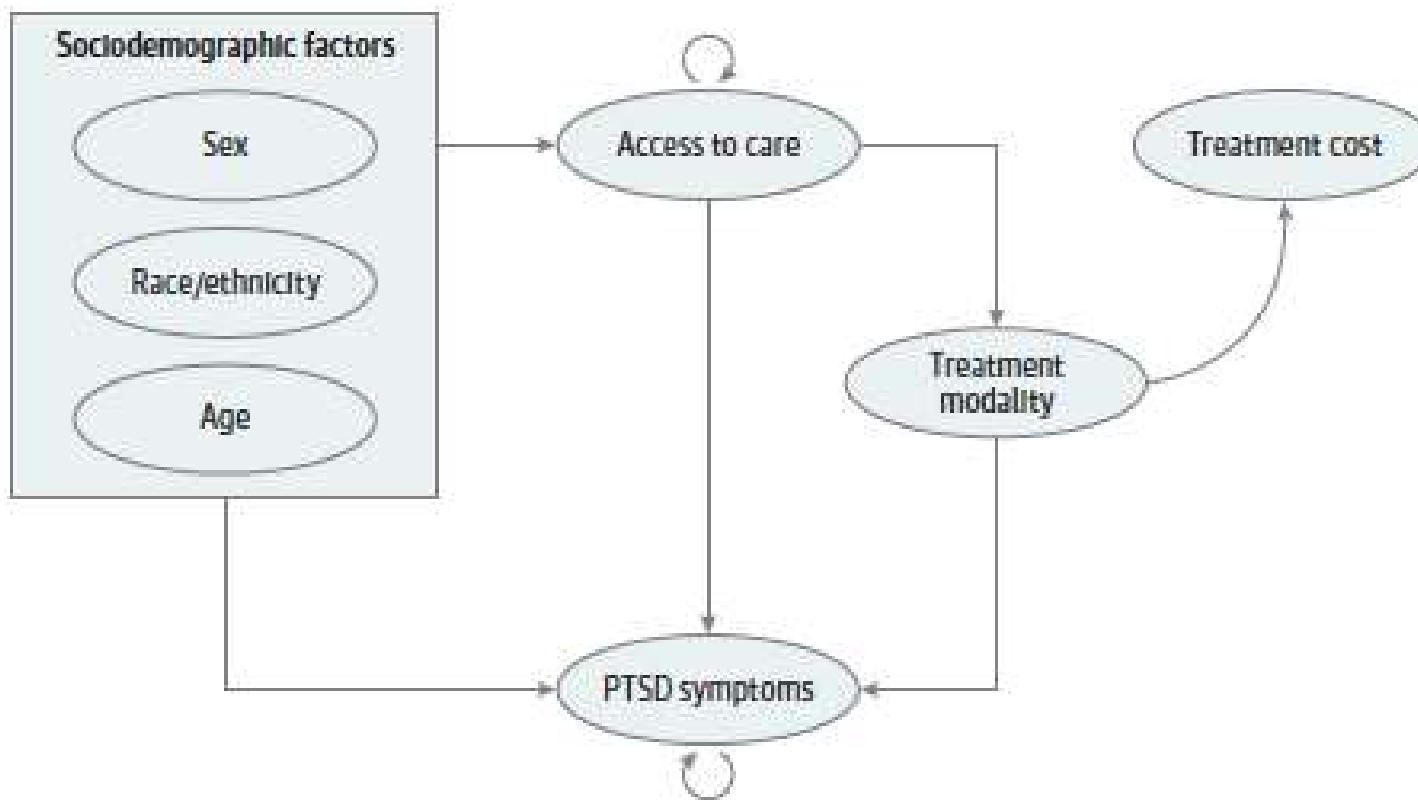 Sociodemographic factors
Sex
Race/ethnicity
Age
Access to care
Treatment cost
Treatment
modality
PTSD symptoms